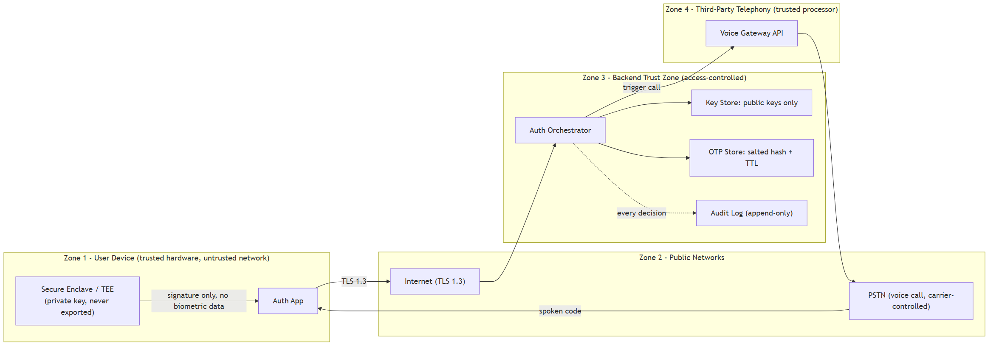 Zone 4 - Third-Party Telephony (trusted processor)
Voice Gateway API
Zone 3 - Backend Trust Zone (access-controlled)
trigger call
Key Store: public keys only
Auth Orchestrator
OTP Store: salted hash +
TTL
every decision
Audit Log (append-only)
Zone 1 - User Device (trusted hardware, untrusted network)
Secure Enclave / TEE
(private key, never
exported)
signature only, no
biometric data
Auth App
TLS 1.3
Zone 2 - Public Networks
Internet (TLS 1.3)
PSTN (voice call, carrier-
controlled)
spoken code